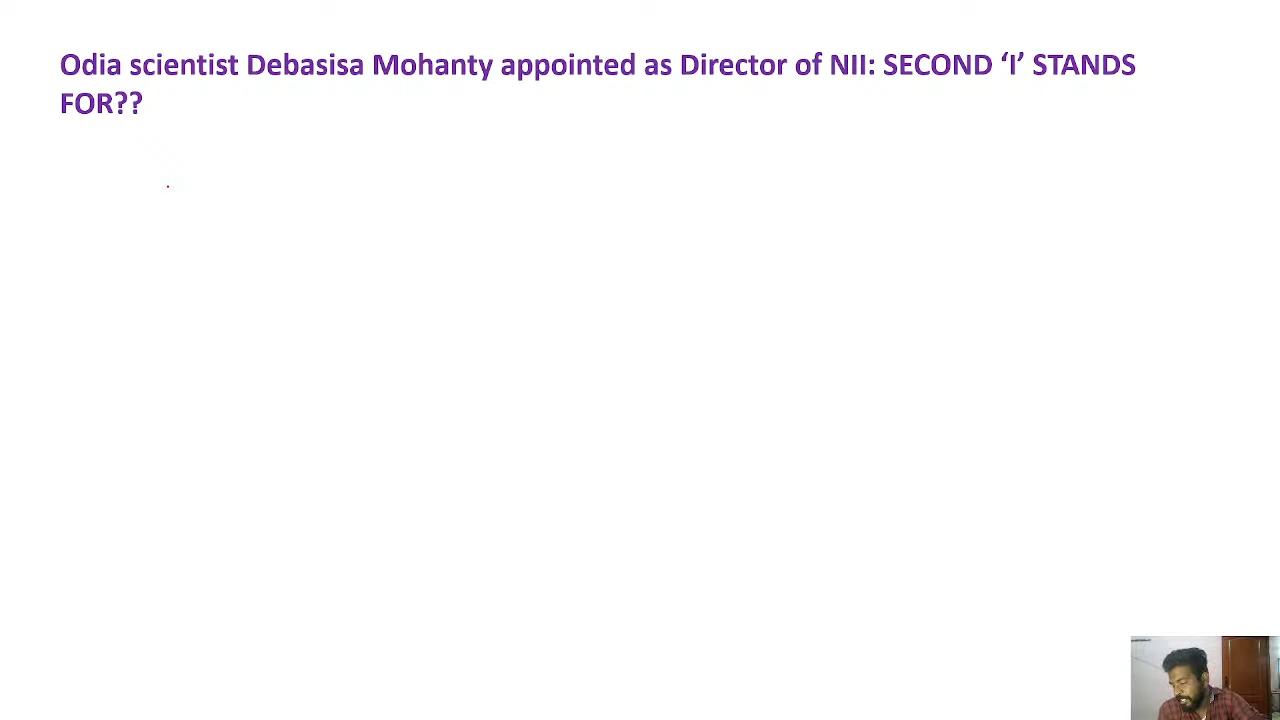 Odia scientist Debasisa Mohanty appointed as Director of NII: SECOND ‘I’ STANDS
FOR??